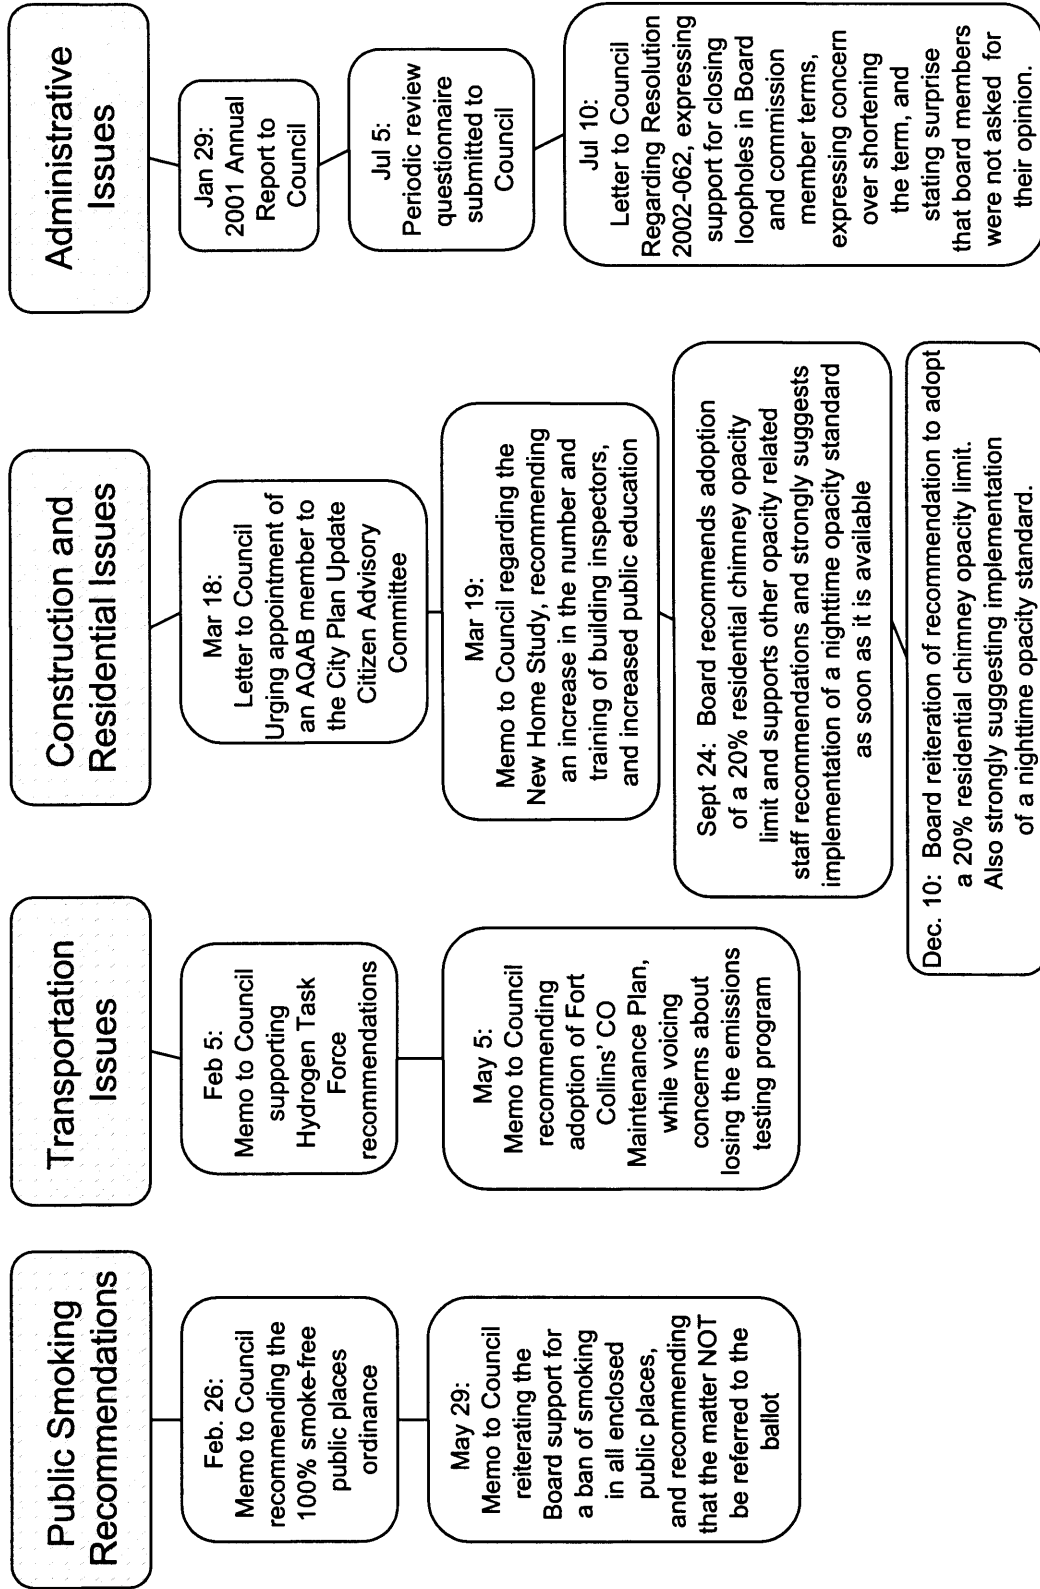 Public Smoking
Recommendations
Feb. 26:
Memo to Council
recommending the
100% smoke-free
public places
ordinance
May 29:
Memo to Council
reiterating the
Board support for
a ban of smoking
in all enclosed
public places,
and recommending
that the matter NOT
be referred to the
ballot
Transportation
Issues
Feb 5:
Memo to Council
supporting
Hydrogen Task
Force
recommendations
May 5:
Memo to Council
recommending
adoption of Fort
Collins' CO
Maintenance Plan,
while voicing
concerns about
losing the emissions
testing program
Construction and
Residential Issues
Mar 18:
Letter to Council
Urging appointment of
an AQAB member to
the City Plan Update
Citizen Advisory
Committee
Mar 19:
Memo to Council regarding the
New Home Study, recommending
an increase in the number and
training of building inspectors,
and increased public education
Sept 24: Board recommends adoption
of a 20% residential chimney opacity
limit and supports other opacity related
staff recommendations and strongly suggests
implementation of a nighttime opacity standard
as soon as it is available
Dec. 10: Board reiteration of recommendation to adopt
a 20% residential chimney opacity limit.
Also strongly suggesting implementation
of a nighttime opacity standard.
Administrative
Issues
Jan 29:
20001 Annual
Report to
Council
Jul 5:
Periodic review
questionnaire
submitted to
Council
Jul 10:
Letter to Council
Regarding Resolution
2002-062, expressing
support for closing
loopholes in Board
and commission
member terms,
expressing concern
over shortening
the term, and
stating surprise
that board members
were not asked for
their opinion.